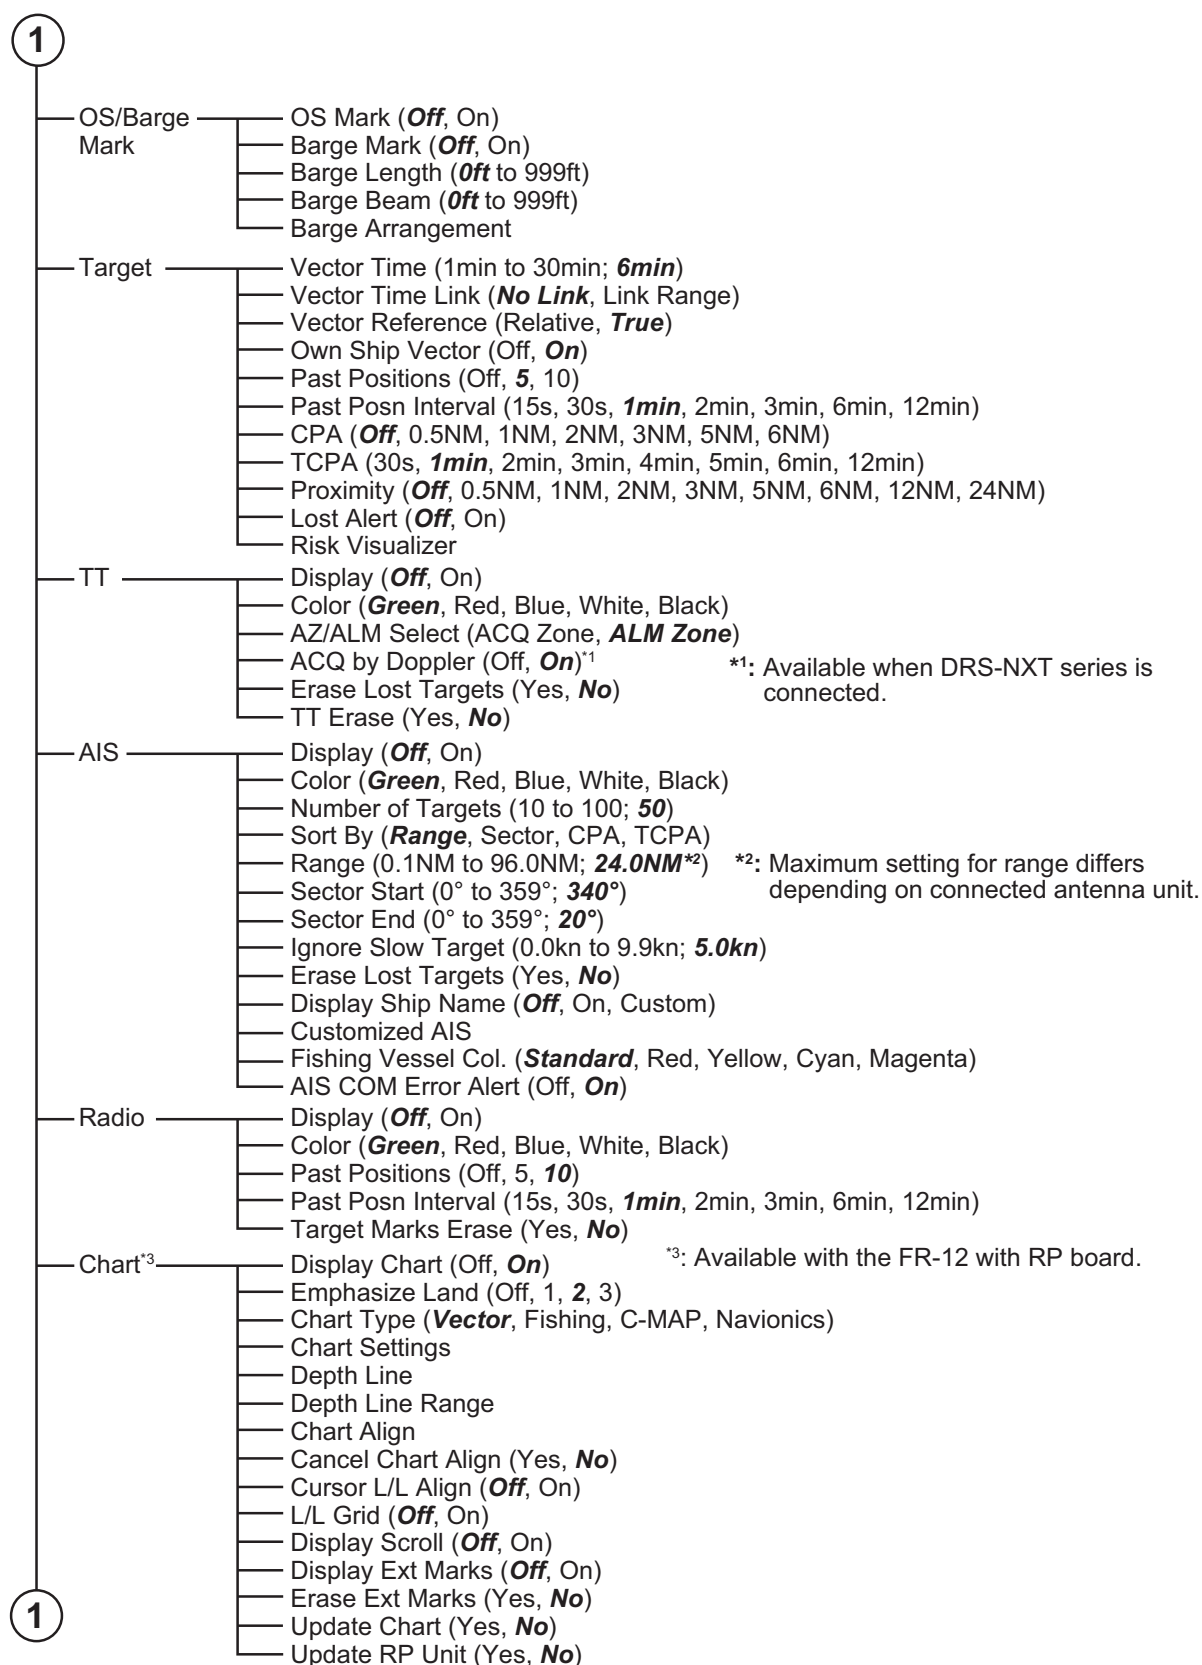 1
OS/Barge Mark
OS Mark (Off, On)
Barge Mark (Off, On)
Barge Length (0ft to 999ft)
Barge Beam (0ft to 999ft)
Barge Arrangement
Target
Vector Time (1min to 30min; 6min)
Vector Time Link (No Link, Link Range)
Vector Reference (Relative, True)
Own Ship Vector (Off, On)
Past Positions (Off, 5, 10)
Past Posn Interval (15s, 30s, 1min, 2min, 3min, 6min, 12min)
CPA (Off, 0.5NM, 1NM, 2NM, 3NM, 5NM, 6NM)
TCPA (30s, 1min, 2min, 3min, 4min, 5min, 6min, 12min)
Proximity (Off, 0.5NM, 1NM, 2NM, 3NM, 5NM, 6NM, 12NM, 24NM)
Lost Alert (Off, On)
Risk Visualizer
TT
Display (Off, On)
Color (Green, Red, Blue, White, Black)
AZ/ALM Select (ACQ Zone, ALM Zone)
ACQ by Doppler (Off, On)*1
*1: Available when DRS-NXT series is
connected.
Erase Lost Targets (Yes, No)
TT Erase (Yes, No)
AIS
Display (Off, On)
Color (Green, Red, Blue, White, Black)
Number of Targets (10 to 100; 50)
Sort By (Range, Sector, CPA, TCPA)
Range (0.1NM to 96.0NM; 24.0NM*2)
*2: Maximum setting for range differs
depending on connected antenna unit.
Sector Start (0° to 359°; 340°)
Sector End (0° to 359°; 20°)
Ignore Slow Target (0.0kn to 9.9kn; 5.0kn)
Erase Lost Targets (Yes, No)
Display Ship Name (Off, On, Custom)
Customized AIS
Fishing Vessel Col. (Standard, Red, Yellow, Cyan, Magenta)
AIS COM Error Alert (Off, On)
Radio
Display (Off, On)
Color (Green, Red, Blue, White, Black)
Past Positions (Off, 5, 10)
Past Posn Interval (15s, 30s, 1min, 2min, 3min, 6min, 12min)
Target Marks Erase (Yes, No)
Chart*3
*3: Available with the FR-12 with RP board.
Display Chart (Off, On)
Emphasize Land (Off, 1, 2, 3)
Chart Type (Vector, Fishing, C-MAP, Navionics)
Chart Settings
Depth Line
Depth Line Range
Chart Align
Cancel Chart Align (Yes, No)
Cursor L/L Align (Off, On)
L/L Grid (Off, On)
Display Scroll (Off, On)
Display Ext Marks (Off, On)
Erase Ext Marks (Yes, No)
Update Chart (Yes, No)
Update RP Unit (Yes, No)
1